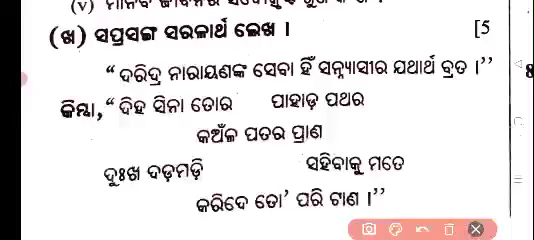 (ଖ) ସପ୍ରସଙ୍ଗ ସରଳାର୍ଥ ଲେଖ । [5
“ ଦରିଦ୍ର ନାରାୟଣଙ୍କ ସେବା ହିଁ ସନ୍ନ୍ୟାସୀର ଯଥାର୍ଥ ବ୍ରତ ।’’
କିମ୍ବା, “ ଦିହ ସିନା ତୋର ପାହାଡ଼ ପଥର
କଅଁଳ ପତର ପ୍ରାଣ
ଦୁଃଖ ଦଡ଼ମଡ଼ି ସହିବାକୁ ମତେ
କରିଦେ ତୋ’ ପରି ଟାଣ ।’’